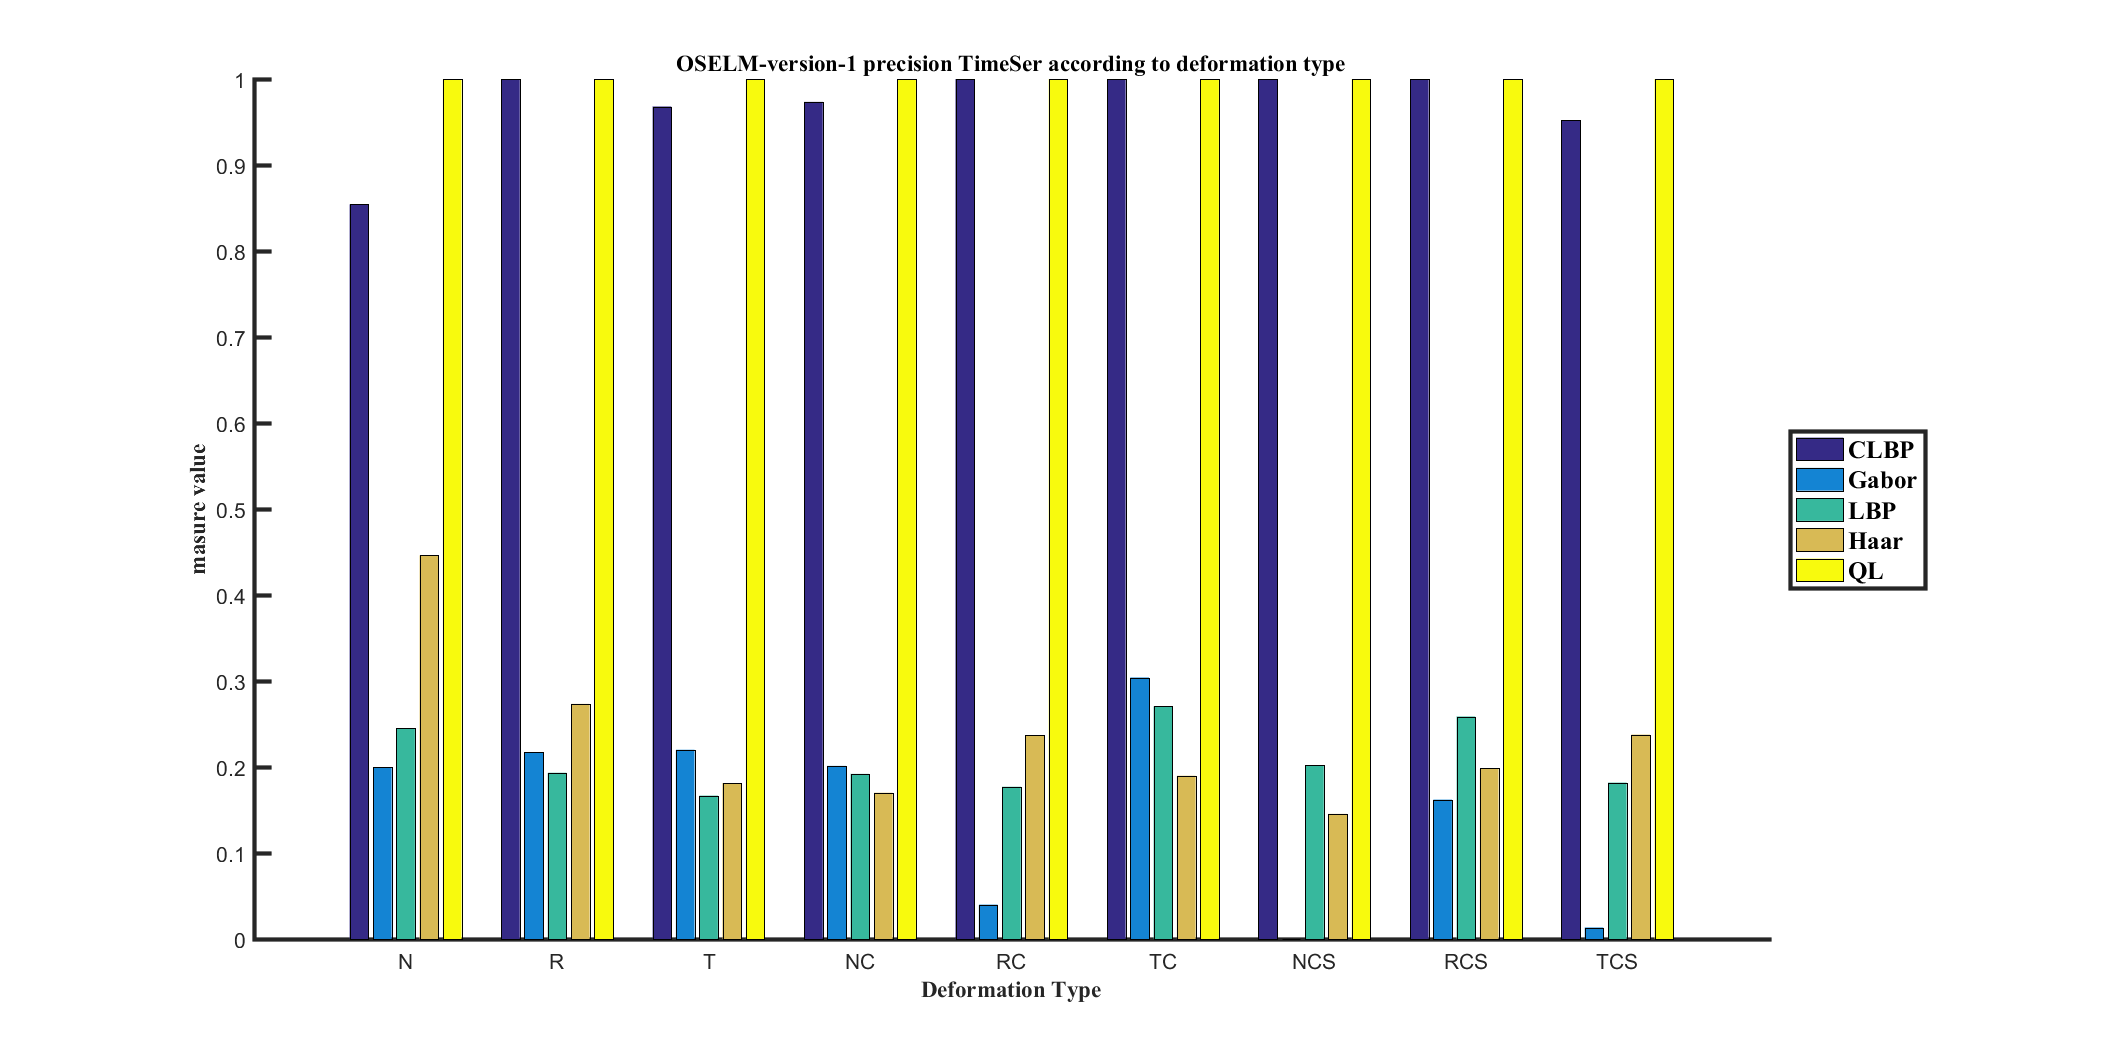 OSELM-version-1 precision TimeSer according to deformation type
1
0.9
0.8
0.7
0.6
0.5
0.4
0.3
0.2
0.1
0
masure value
N R T NC RC TC NCS RCS TCS
Deformation Type
CLBP
Gabor
LBP
Haar
QL